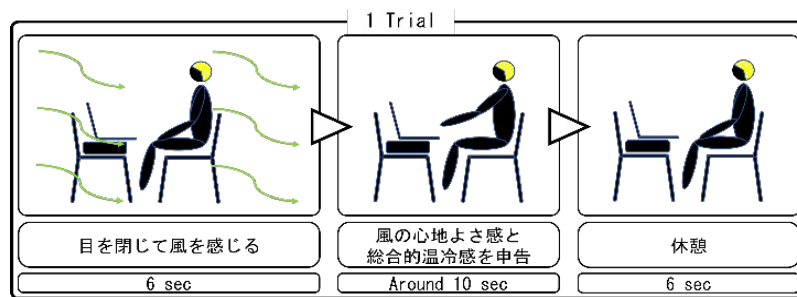 1 Trial
目を閉じて風を感じる
風の心地よさ感と
総合的温冷感を申告
休憩
6 sec
Around 10 sec
6 sec